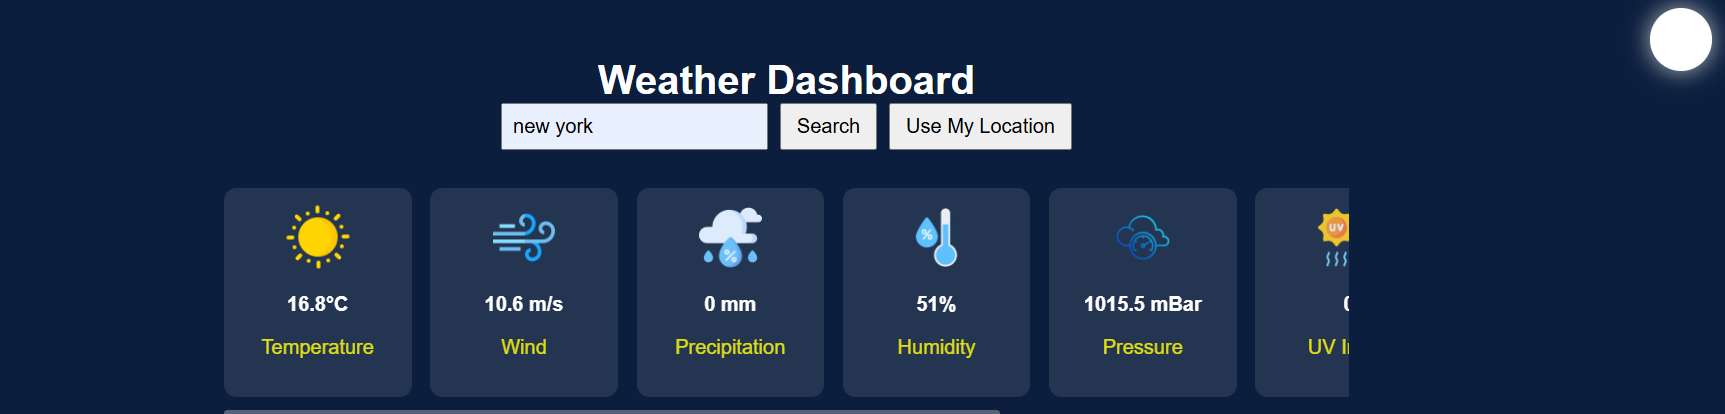 Weather Dashboard
new york Search Use My Location
% % UV
16.8°C 10.6 m/s 0 mm 51% 1015.5 mBar
Temperature Wind Precipitation Humidity Pressure UV